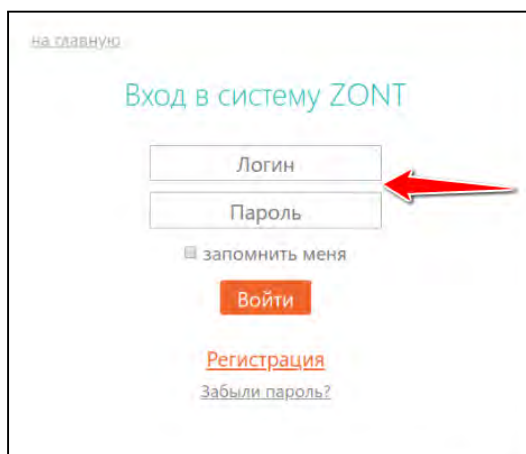 на главную
Вход в систему ZONT
Логин
Пароль
запомнить меня
Войти
Регистрация
Забыли пароль?